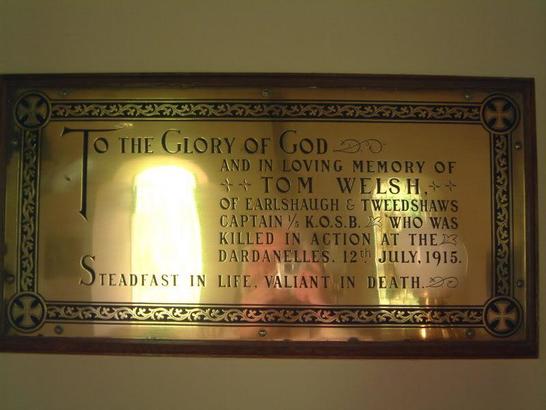 To the Glory of God
AND IN LOVING MEMORY OF
TOM WELSH,
OF EARLSHAUGH & TWEEDSHAWS
CAPTAIN 1/5 K.O.S.B. WHO WAS
KILLED IN ACTION AT THE
DARDANELLES. 12th JULY, 1915.
STEADFAST IN LIFE, VALIANT IN DEATH.